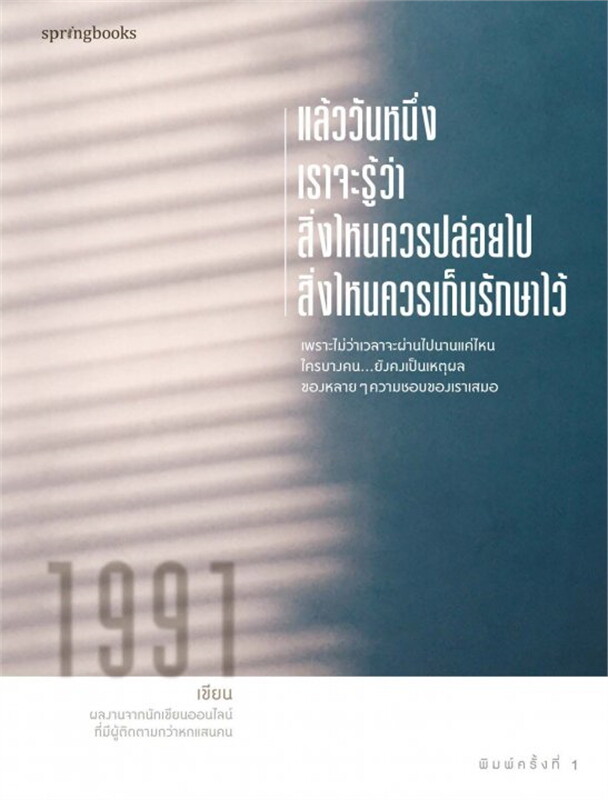 springbooks
แล้ววันหนึ่ง
เราจะรู้ว่า
สิ่งไหนควรปล่อยไป
สิ่งไหนควรเก็บรักษาไว้
เพราะไม่ว่าเวลาจะผ่านไปนานแค่ไหน
ใครบางคน...ยังคงเป็นเหตุผล
ของหลาย ๆ ความชอบของเราเสมอ
1991
เขียน
ผลงานจากนักเขียนออนไลน์
ที่มีผู้ติดตามกว่าหกแสนคน
พิมพ์ครั้งที่ 1